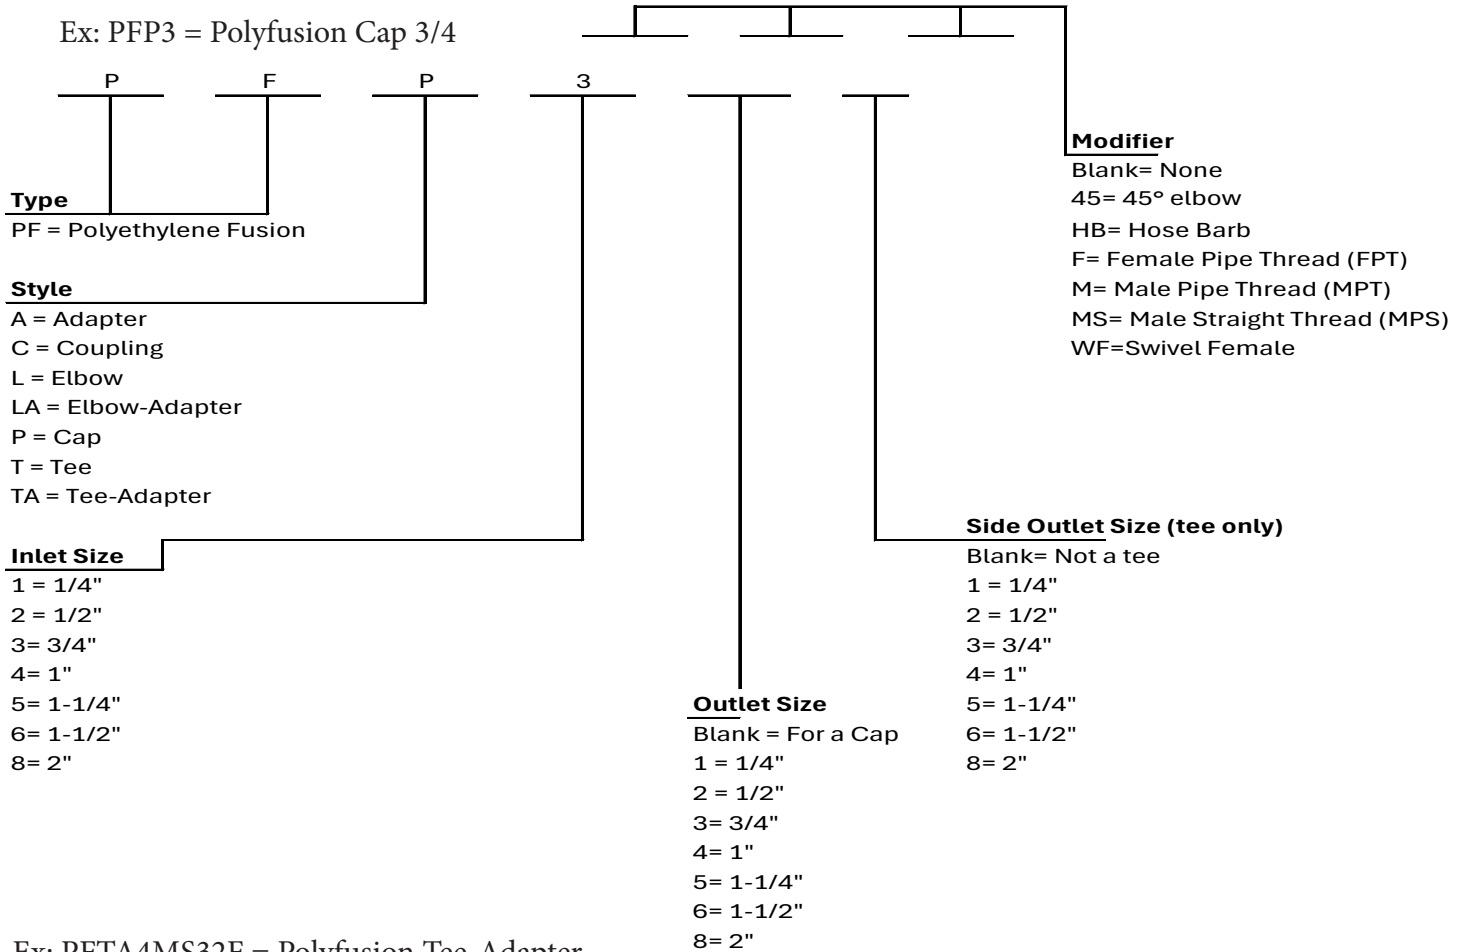 Ex: PFP3 = Polyfusion Cap 3/4
P F P 3
Type
PF = Polyethylene Fusion
Style
A = Adapter
C = Coupling
L = Elbow
LA = Elbow-Adapter
P = Cap
T = Tee
TA = Tee-Adapter
Inlet Size
1 = 1/4"
2 = 1/2"
3= 3/4"
4= 1"
5= 1-1/4"
6= 1-1/2"
8= 2"
Outlet Size
Blank = For a Cap
1 = 1/4"
2 = 1/2"
3= 3/4"
4= 1"
5= 1-1/4"
6= 1-1/2"
8= 2"
Side Outlet Size (tee only)
Blank= Not a tee
1 = 1/4"
2 = 1/2"
3= 3/4"
4= 1"
5= 1-1/4"
6= 1-1/2"
8= 2"
Modifier
Blank= None
45= 45° elbow
HB= Hose Barb
F= Female Pipe Thread (FPT)
M= Male Pipe Thread (MPT)
MS= Male Straight Thread (MPS)
WF=Swivel Female
Ex: PFTA4MS32F = Polyfusion Tee-Adapter